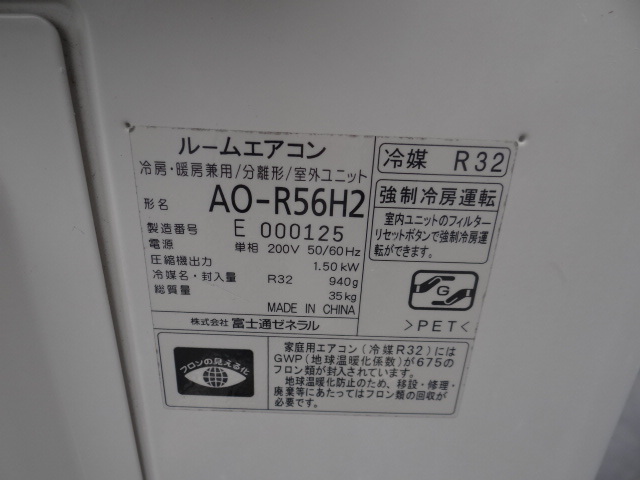 ルームエアコン
冷房・暖房兼用/分離形/室外ユニット
形名 AO-R56H2
製造番号 E 000125
電源 単相 200V 50/60Hz
圧縮機出力 1.50kW
冷媒名・封入量 R32 940g
総質量 35kg
MADE IN CHINA
株式会社 富士通ゼネラル
冷媒 R32
強制冷房運転
室内ユニットのフィルター
リセットボタンで強制冷房運
転ができます。
G
>PET<
フロンの見える化
家庭用エアコン(冷媒R32)には
GWP(地球温暖化係数)が675の
フロン類が封入されています。
地球温暖化防止のため、移設・修理・
廃棄等にあたってはフロン類の回収が
必要です。